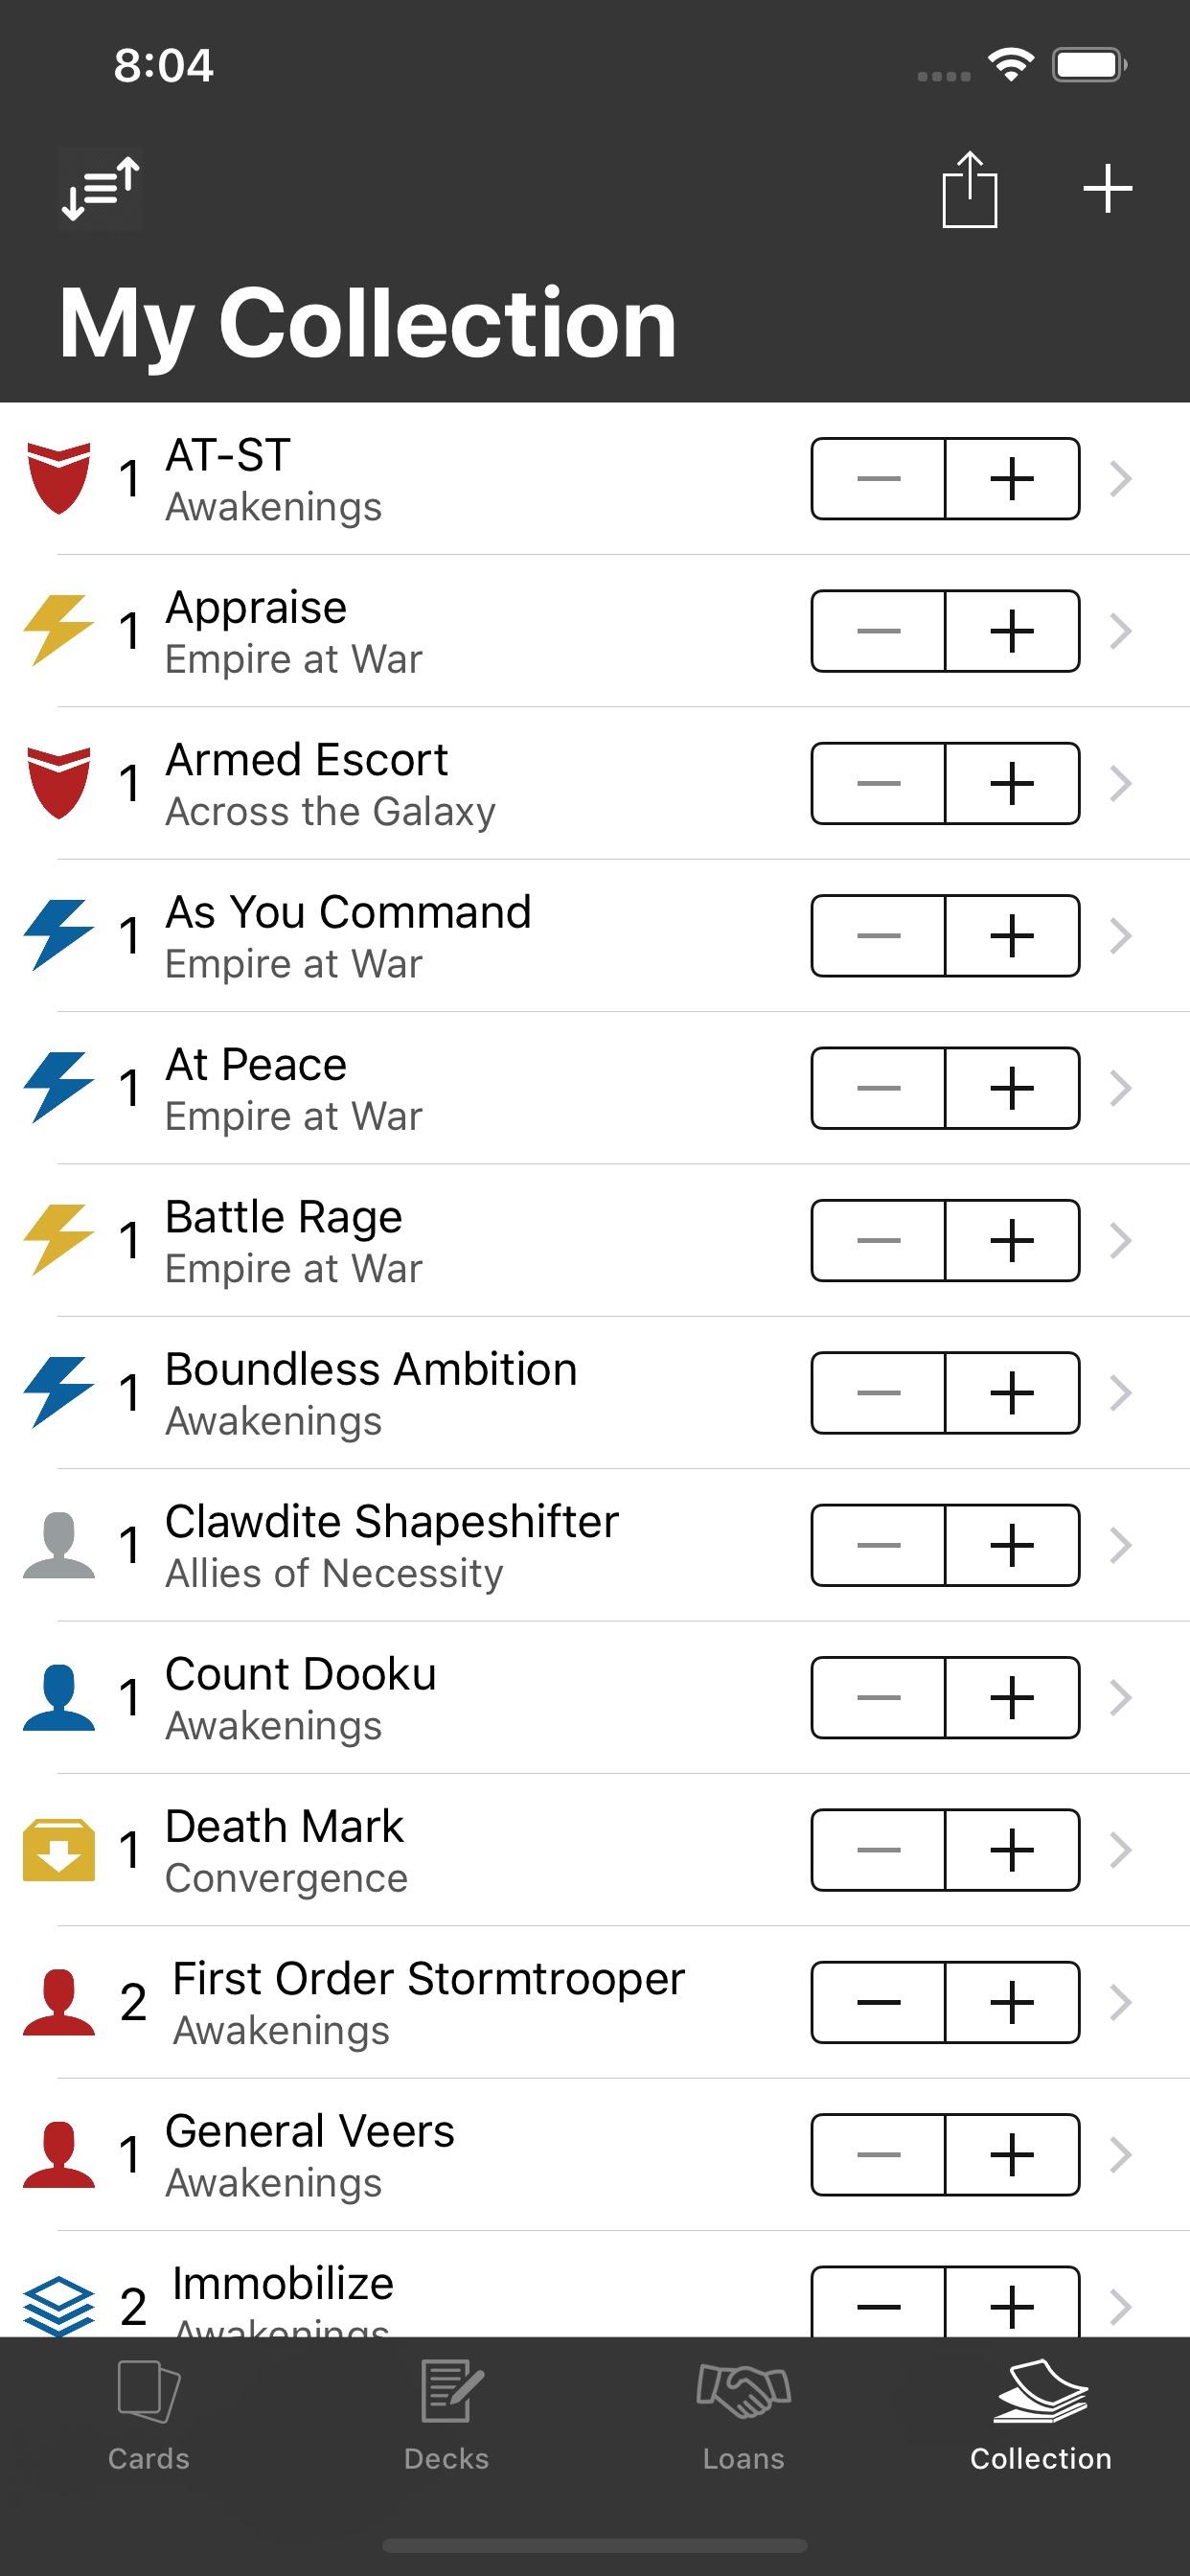 8:04
My Collection
1 AT-ST
Awakenings
1 Appraise
Empire at War
1 Armed Escort
Across the Galaxy
1 As You Command
Empire at War
1 At Peace
Empire at War
1 Battle Rage
Empire at War
1 Boundless Ambition
Awakenings
1 Clawdite Shapeshifter
Allies of Necessity
1 Count Dooku
Awakenings
1 Death Mark
Convergence
2 First Order Stormtrooper
Awakenings
1 General Veers
Awakenings
2 Immobilize
Awakenings
Cards Decks Loans Collection